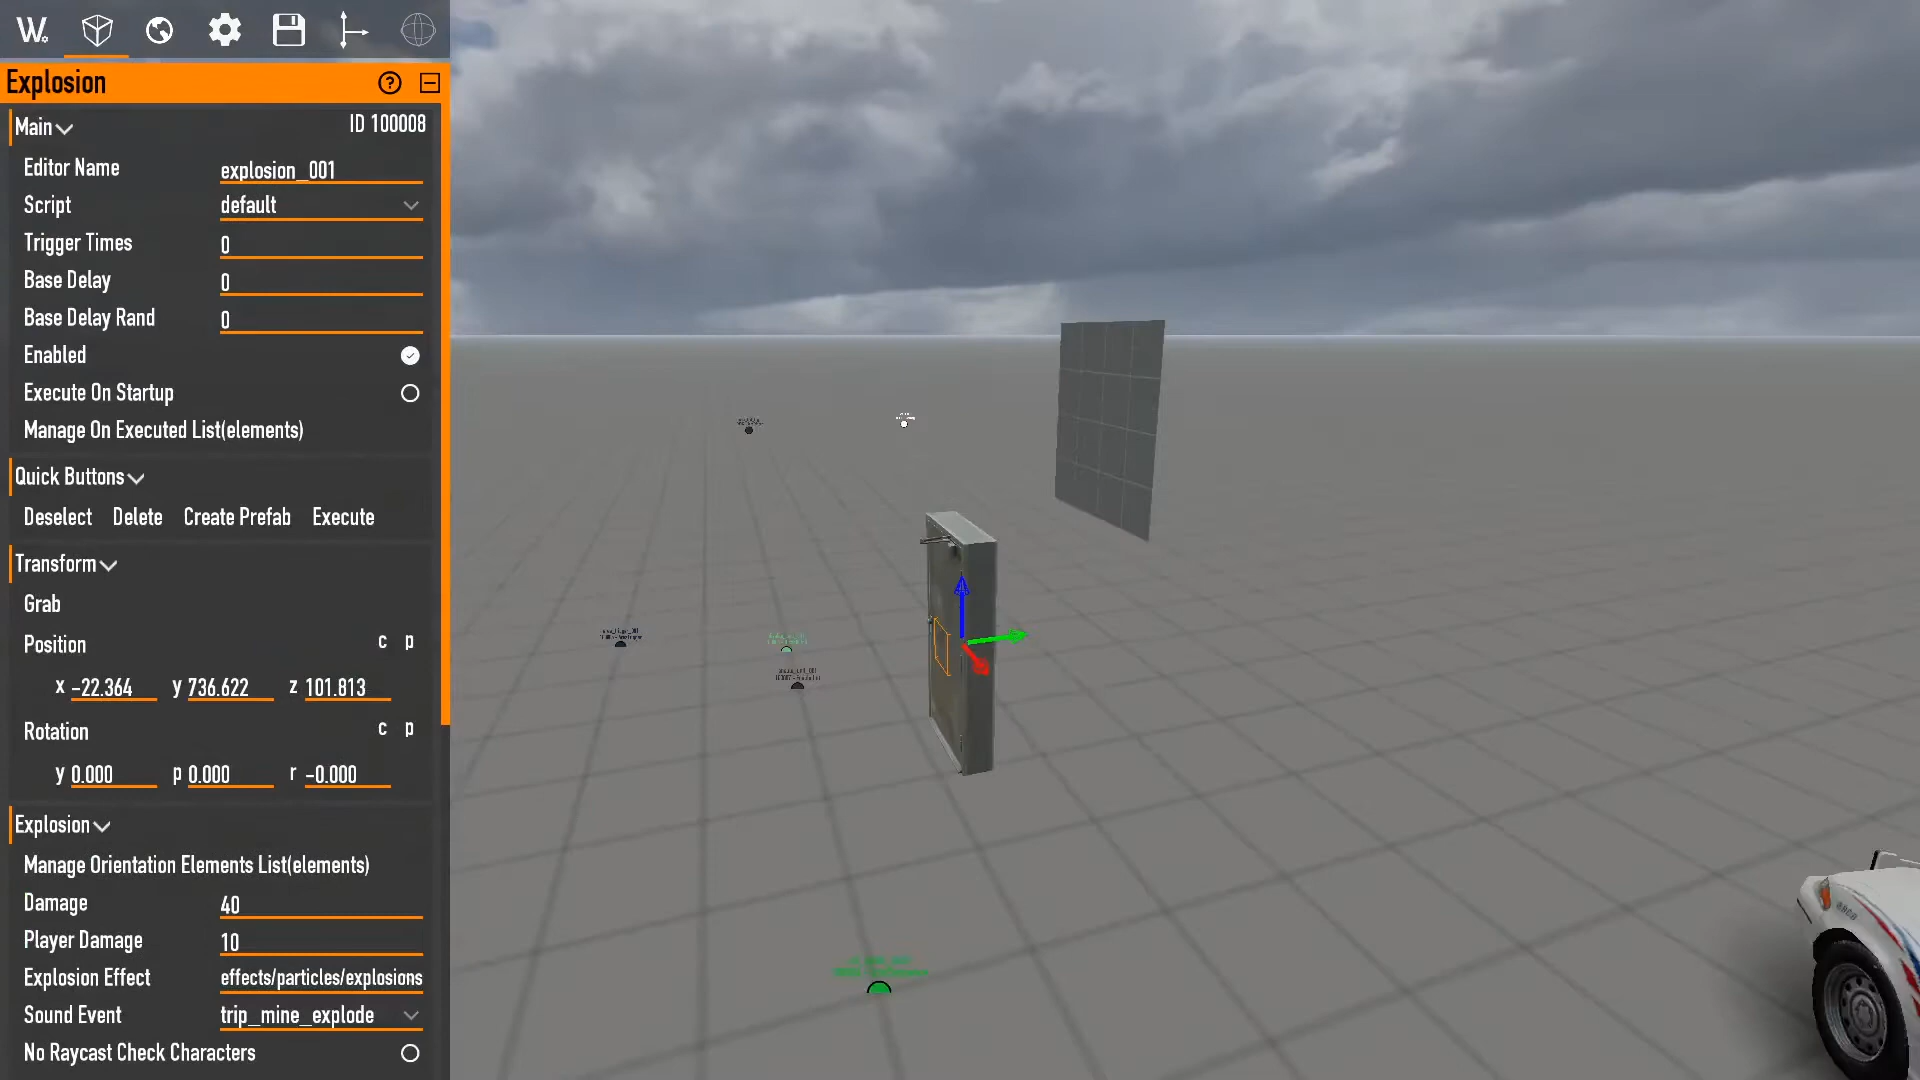 W
Explosion
?
Main
ID 100008
Editor Name explosion_001
Script default
Trigger Times 0
Base Delay 0
Base Delay Rand 0
Enabled
Execute On Startup
Manage On Executed List(elements)
Quick Buttons
Deselect Delete Create Prefab Execute
Transform
Grab
Position c p
x -22.364 y 736.622 z 101.813
Rotation c p
y 0.000 p 0.000 r -0.000
Explosion
Manage Orientation Elements List(elements)
Damage 40
Player Damage 10
Explosion Effect effects/particles/explosions
Sound Event trip_mine_explode
No Raycast Check Characters